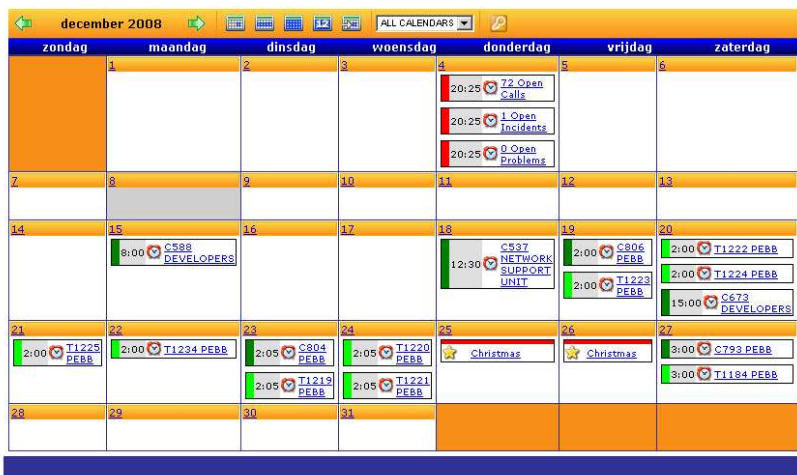 december 2008 12 ALL CALENDARS
zondag maandag dinsdag woensdag donderdag vrijdag zaterdag
1 2 3 4 5 6
20:25 72 Open
Calls
20:25 1 Open
Incidents
20:25 0 Open
Problems
7 8 9 10 11 12 13
14 15 16 17 18 19 20
8:00 C588
DEVELOPERS
12:30 C537
NETWORK
SUPPORT
UNIT
2:00 C806
PEBB
2:00 T1223
PEBB
2:00 T1222 PEBB
2:00 T1224 PEBB
15:00 C673
DEVELOPERS
21 22 23 24 25 26 27
2:00 T1225
PEBB
2:00 T1234 PEBB
2:05 C804
PEBB
2:05 T1219
PEBB
2:05 T1220
PEBB
2:05 T1221
PEBB
Christmas
Christmas
3:00 C793 PEBB
3:00 T1184 PEBB
28 29 30 31